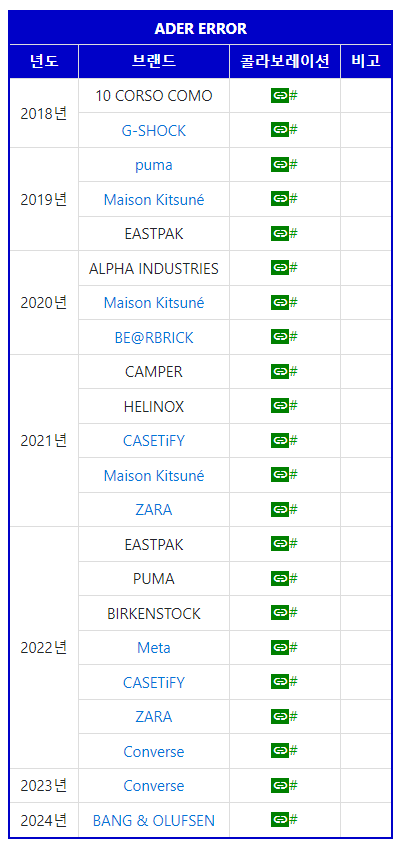 ADER ERROR
년도 브랜드 콜라보레이션 비고
2018년 10 CORSO COMO #
G-SHOCK #
2019년 puma #
Maison Kitsuné #
EASTPAK #
2020년 ALPHA INDUSTRIES #
Maison Kitsuné #
BE@RBRICK #
2021년 CAMPER #
HELINOX #
CASETiFY #
Maison Kitsuné #
ZARA #
2022년 EASTPAK #
PUMA #
BIRKENSTOCK #
Meta #
CASETiFY #
ZARA #
Converse #
2023년 Converse #
2024년 BANG & OLUFSEN #